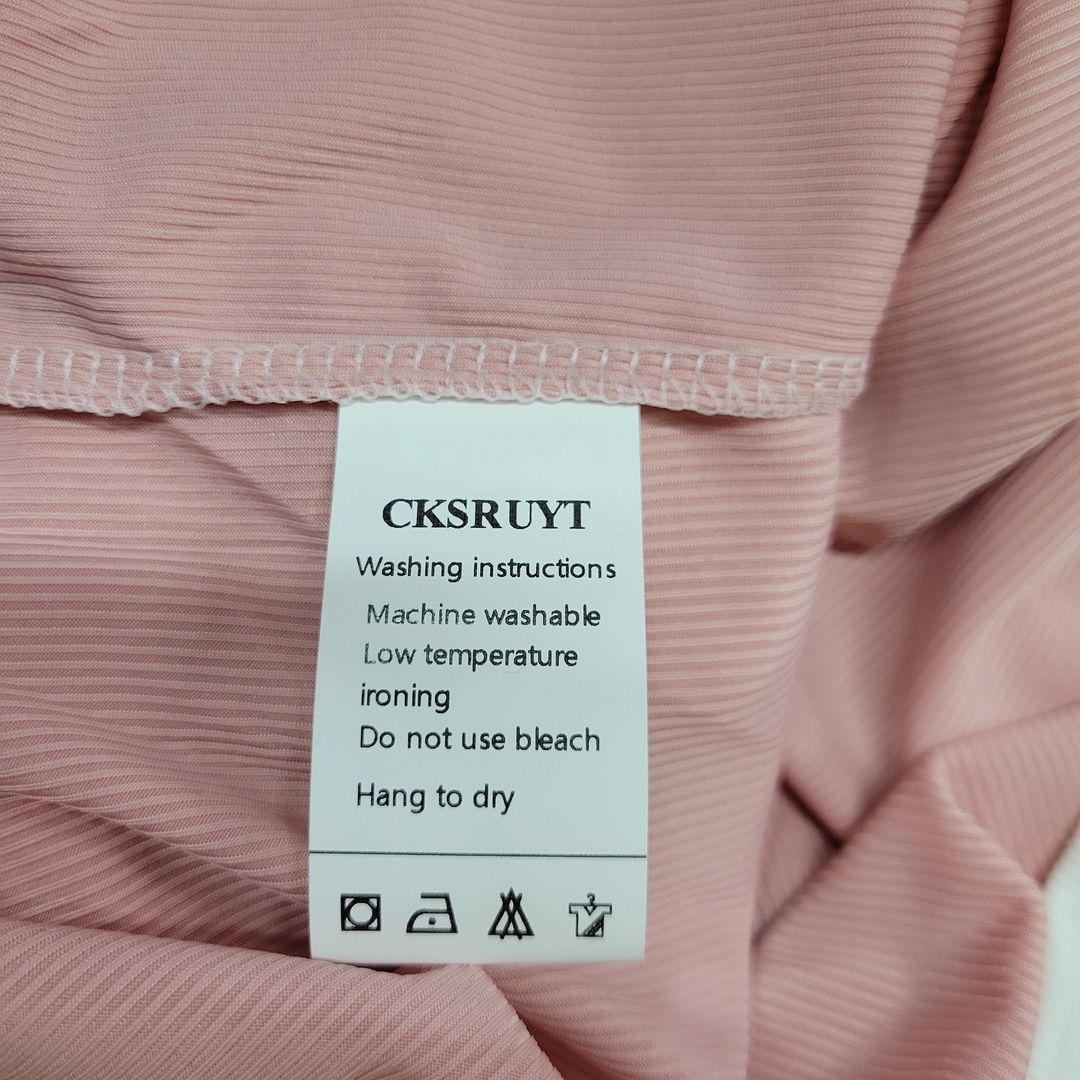 CKSRUYT
Washing instructions
Machine washable
Low temperature
ironing
Do not use bleach
Hang to dry